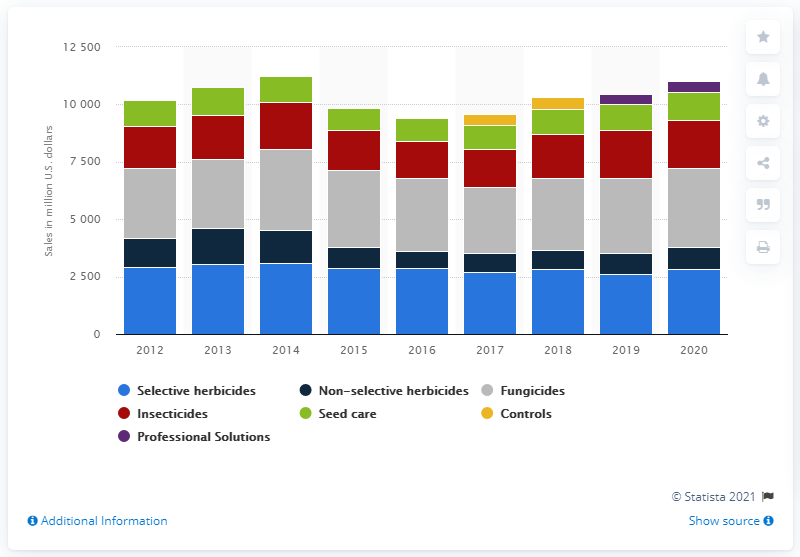 12 500
10 000
7 500
5 000
2 500
0
Sales in million U.S. dollars
2012 2013 2014 2015 2016 2017 2018 2019 2020
Selective herbicides Non-selective herbicides Fungicides
Insecticides Seed care Controls
Professional Solutions
© Statista 2021
Additional Information Show source